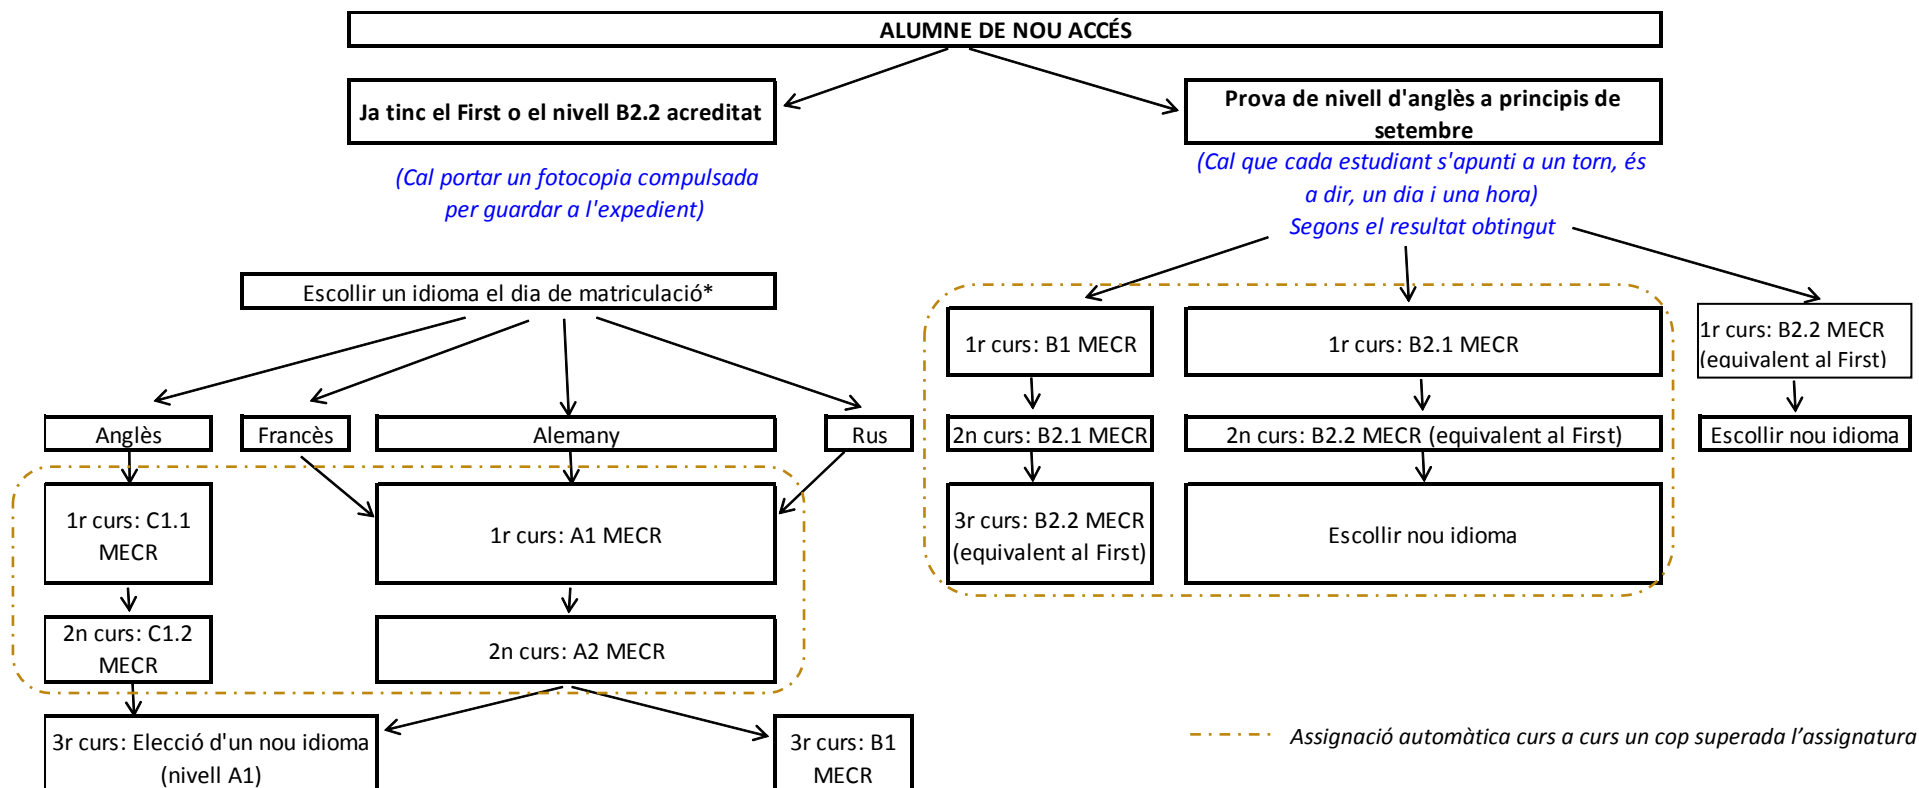 ALUMNE DE NOU ACCÉS
Ja tinc el First o el nivell B2.2 acreditat
Prova de nivell d'anglès a principis de
setembre
(Cal portar un fotocopia compulsada
per guardar a l'expedient)
(Cal que cada estudiant s'apunti a un torn, és
a dir, un dia i una hora)
Segons el resultat obtingut
Escollir un idioma el dia de matriculació*
1r curs: B1 MECR
1r curs: B2.1 MECR
1r curs: B2.2 MECR
(equivalent al First)
Anglès
Francès
Alemany
Rus
2n curs: B2.1 MECR
2n curs: B2.2 MECR (equivalent al First)
Escollir nou idioma
1r curs: C1.1
MECR
1r curs: A1 MECR
3r curs: B2.2 MECR
(equivalent al First)
Escollir nou idioma
2n curs: C1.2
MECR
2n curs: A2 MECR
3r curs: Elecció d'un nou idioma
(nivell A1)
3r curs: B1
MECR
Assignació automàtica curs a curs un cop superada l’assignatura